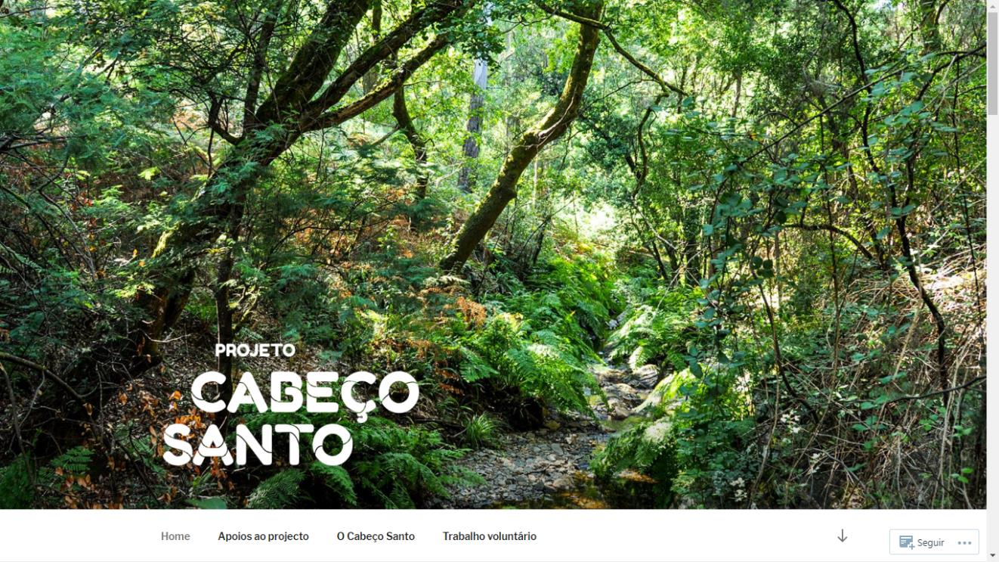 PROJETO
CABEÇO
SANTO
Home Apoios ao projecto O Cabeço Santo Trabalho voluntário
Seguir